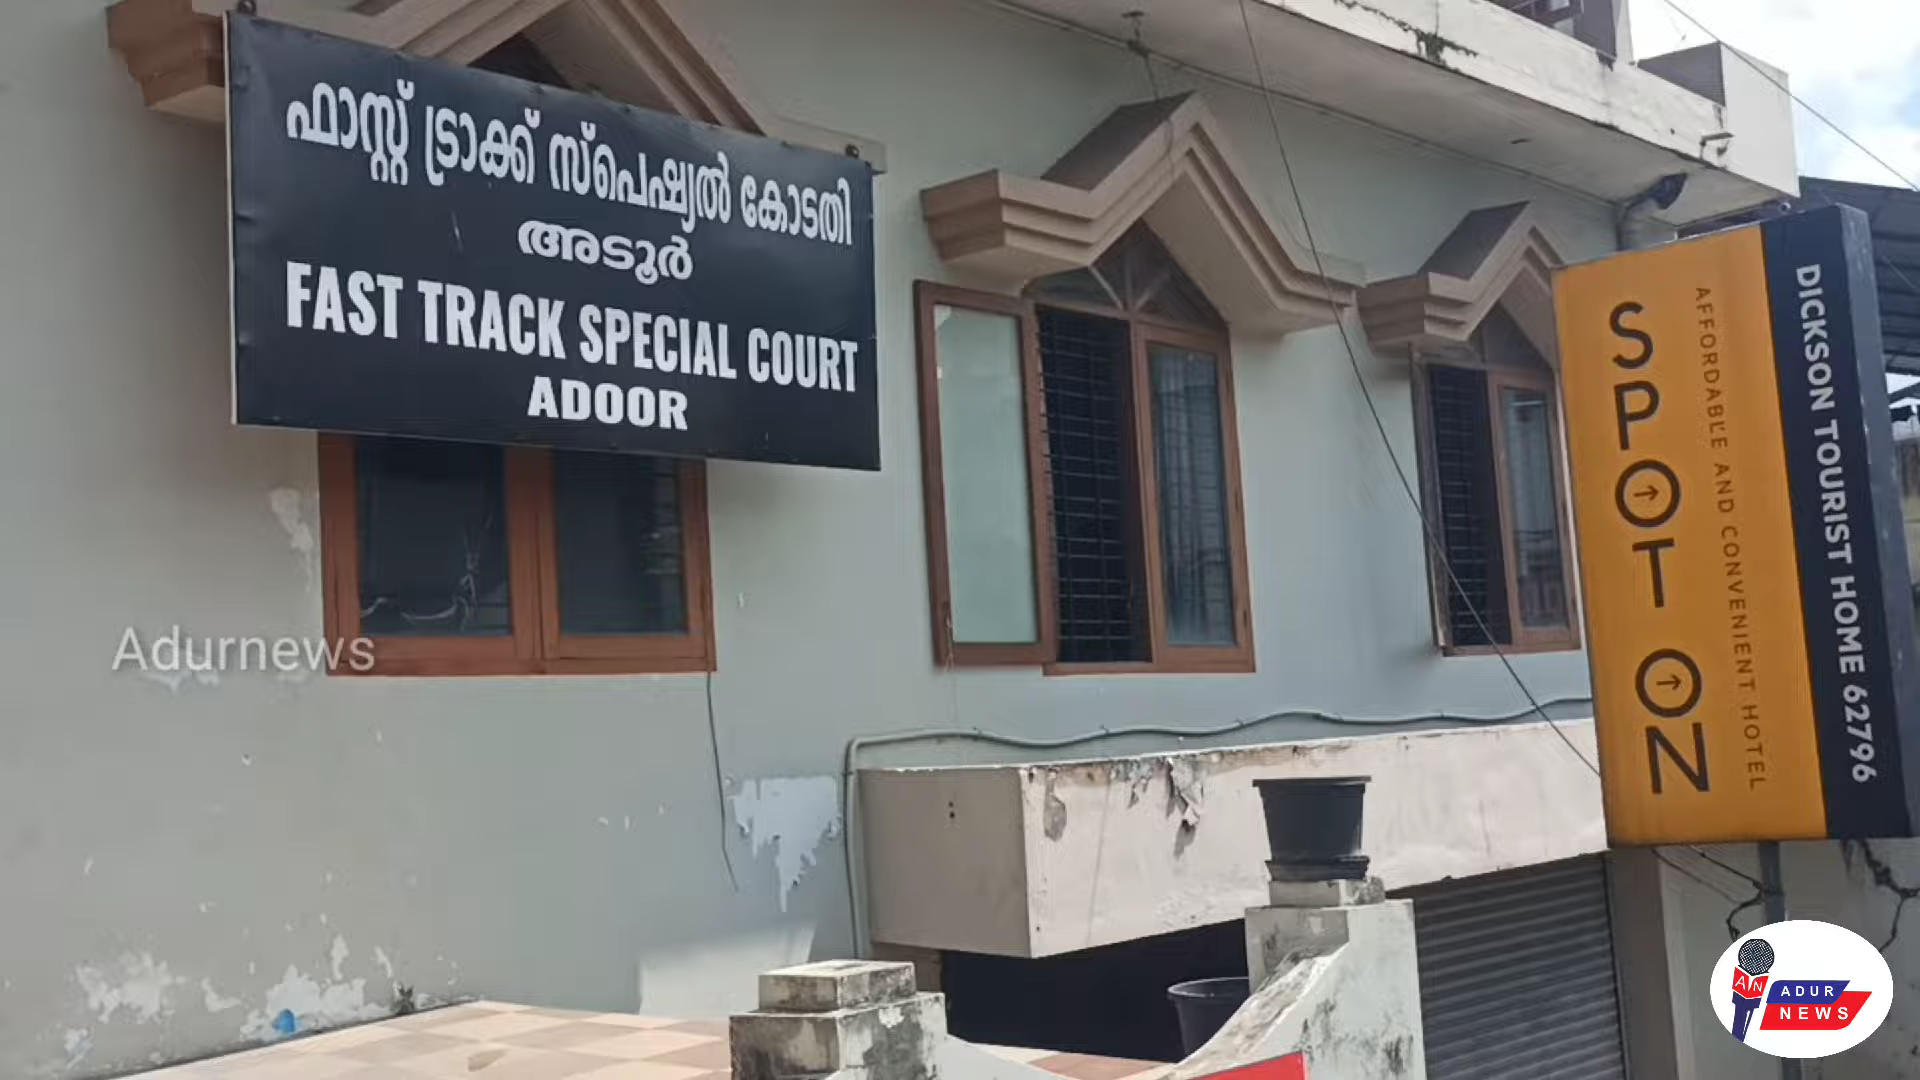 ഫാസ്റ്റ് ട്രാക്ക് സ്പെഷ്യൽ കോടതി
അടൂർ
FAST TRACK SPECIAL COURT
ADOOR
SPOT ON
AFFORDABLE AND CONVENIENT HOTEL
DICKSON TOURIST HOME 62796
Adurnews
AN
ADUR
NEWS